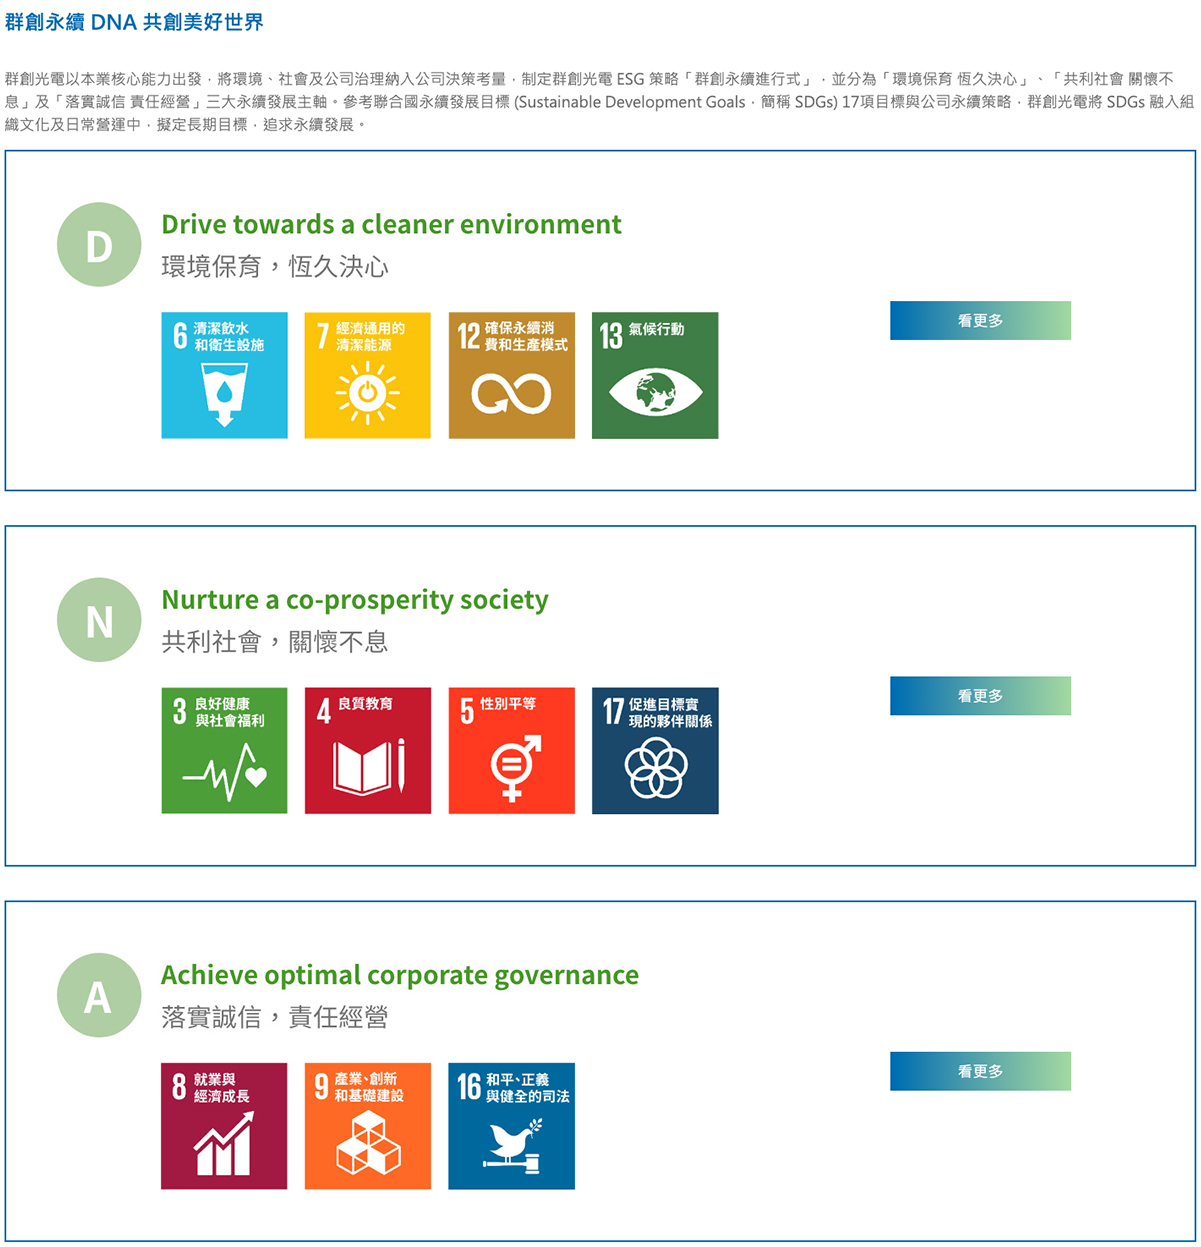 群創永續 DNA 共創美好世界
群創光電以本業核心能力出發，將環境、社會及公司治理納入公司決策考量，制定群創光電 ESG 策略「群創永續進行式」，並分為「環境保育 恆久決心」、「共利社會 關懷不
息」及「落實誠信 責任經營」三大永續發展主軸。參考聯合國永續發展目標 (Sustainable Development Goals，簡稱 SDGs) 17項目標與公司永續策略，群創光電將 SDGs 融入組
織文化及日常營運中，擬定長期目標，追求永續發展。
D
Drive towards a cleaner environment
環境保育，恆久決心
6 清潔飲水
和衛生設施
7 經濟通用的
清潔能源
12 確保永續消
費和生產模式
13 氣候行動
看更多
N
Nurture a co-prosperity society
共利社會，關懷不息
3 良好健康
與社會福利
4 良質教育
5 性別平等
17 促進目標實
現的夥伴關係
看更多
A
Achieve optimal corporate governance
落實誠信，責任經營
8 就業與
經濟成長
9 產業、創新
和基礎建設
16 和平、正義
與健全的司法
看更多